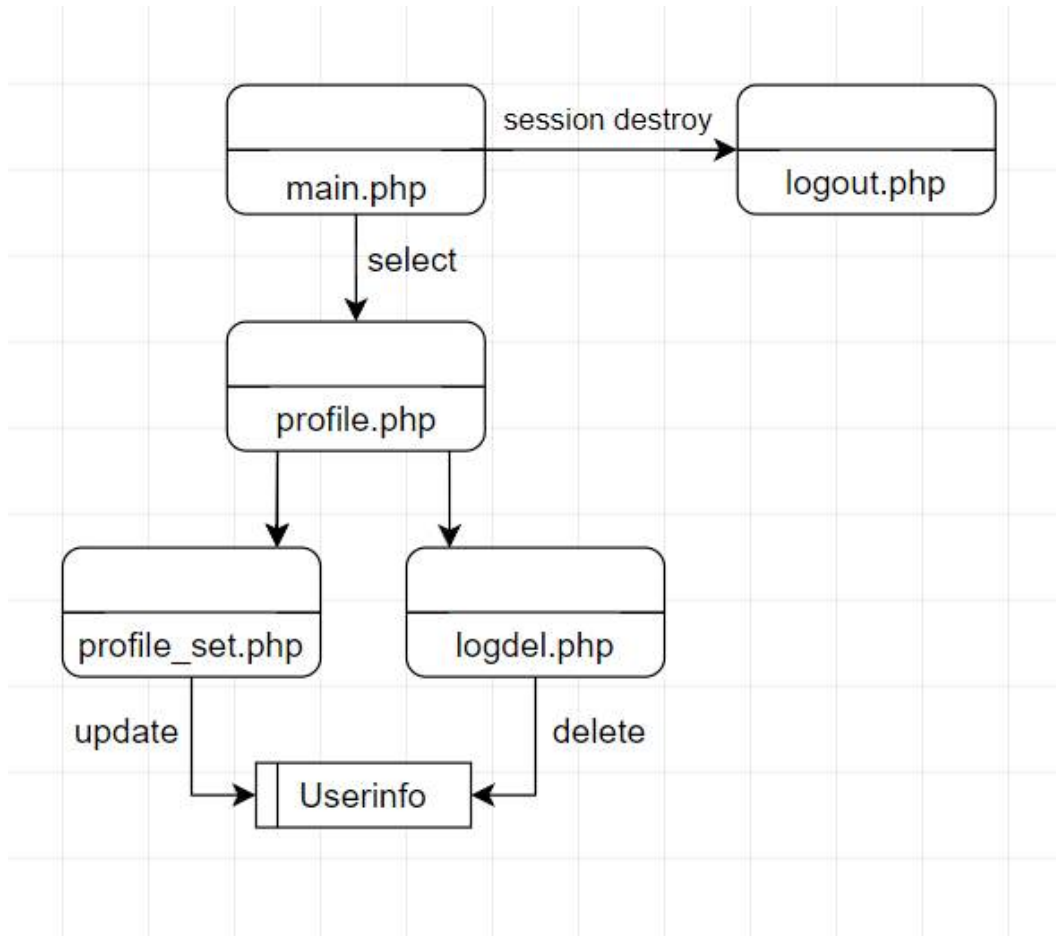 session destroy
main.php
logout.php
select
profile.php
profile_set.php
logdel.php
update
delete
Userinfo